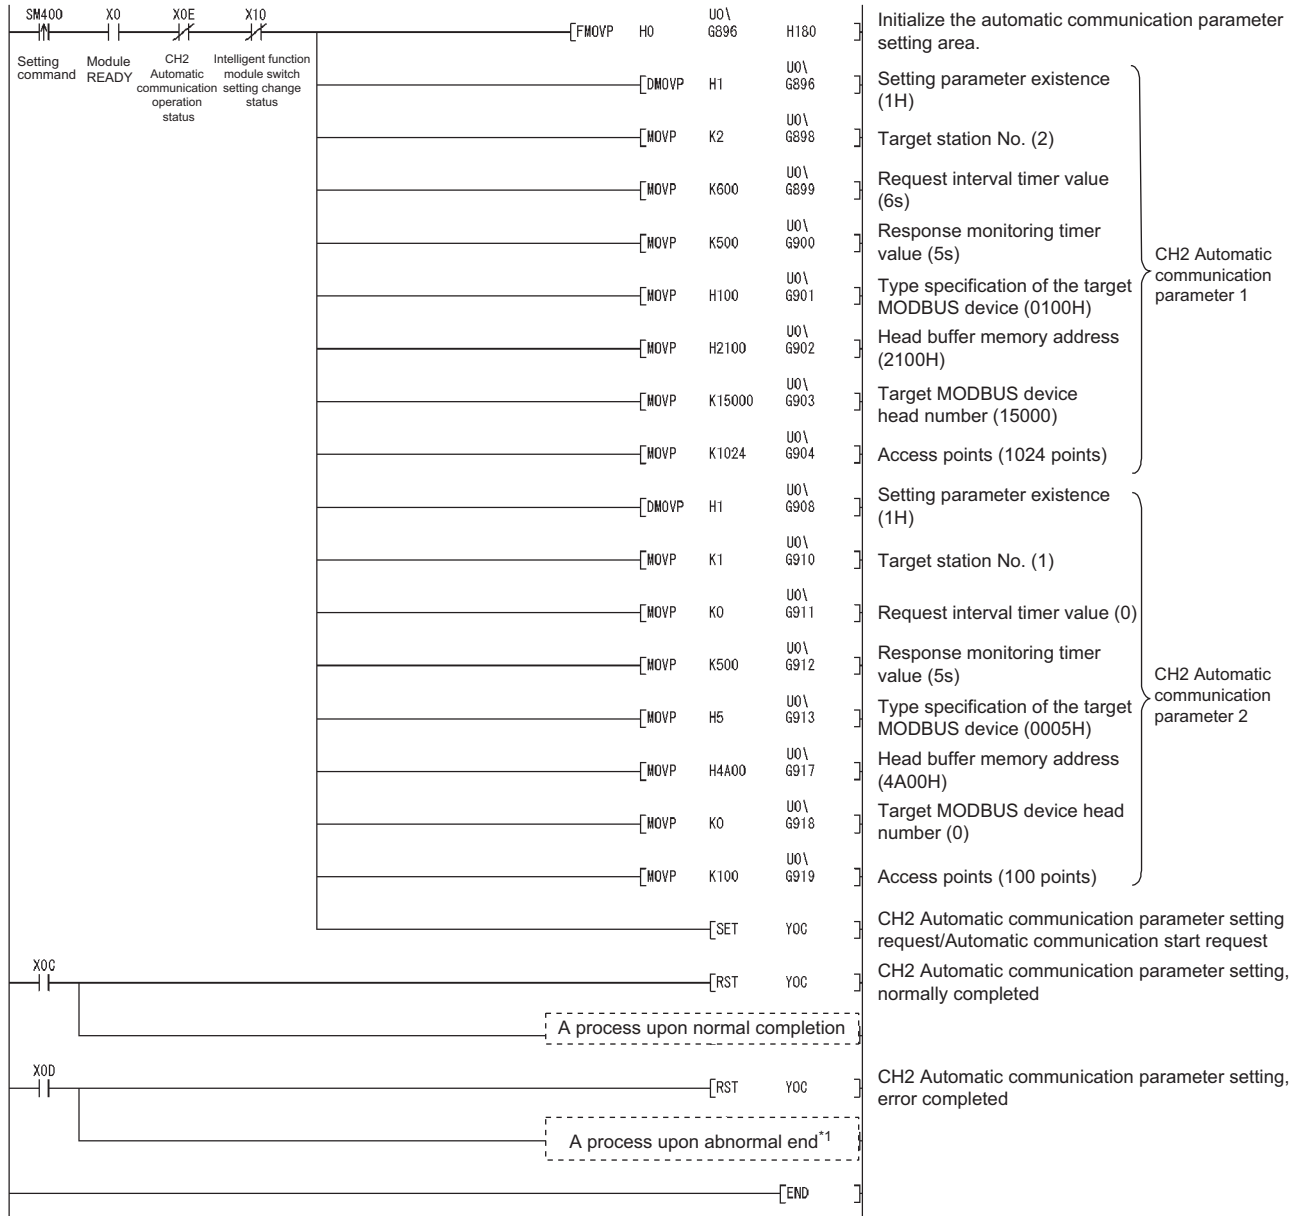 SM400 X0 X0E X10
Setting command
Module READY
CH2 Automatic communication operation status
Intelligent function module switch setting change status
FMOVP H0 U0\G896 H180
Initialize the automatic communication parameter
setting area.
DMOVP H1 U0\G896
Setting parameter existence
(1H)
MOVP K2 U0\G898
Target station No. (2)
MOVP K600 U0\G899
Request interval timer value
(6s)
MOVP K500 U0\G900
Response monitoring timer
value (5s)
MOVP H100 U0\G901
Type specification of the target
MODBUS device (0100H)
MOVP H2100 U0\G902
Head buffer memory address
(2100H)
MOVP K15000 U0\G903
Target MODBUS device
head number (15000)
MOVP K1024 U0\G904
Access points (1024 points)
CH2 Automatic
communication
parameter 1
DMOVP H1 U0\G908
Setting parameter existence
(1H)
MOVP K1 U0\G910
Target station No. (1)
MOVP K0 U0\G911
Request interval timer value (0)
MOVP K500 U0\G912
Response monitoring timer
value (5s)
MOVP H5 U0\G913
Type specification of the target
MODBUS device (0005H)
MOVP H4A00 U0\G917
Head buffer memory address
(4A00H)
MOVP K0 U0\G918
Target MODBUS device head
number (0)
MOVP K100 U0\G919
Access points (100 points)
CH2 Automatic
communication
parameter 2
SET Y0C
CH2 Automatic communication parameter setting
request/Automatic communication start request
X0C
RST Y0C
CH2 Automatic communication parameter setting,
normally completed
A process upon normal completion
X0D
RST Y0C
CH2 Automatic communication parameter setting,
error completed
A process upon abnormal end*1
END